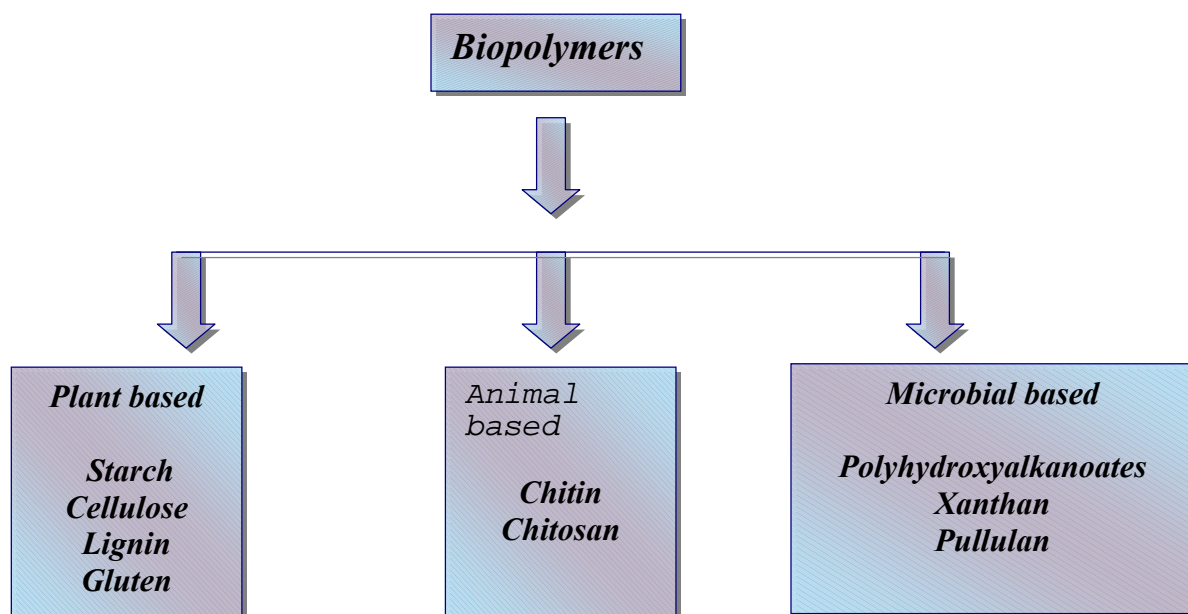 Biopolymers
Plant based
Starch
Cellulose
Lignin
Gluten
Animal
based
Chitin
Chitosan
Microbial based
Polyhydroxyalkanoates
Xanthan
Pullulan